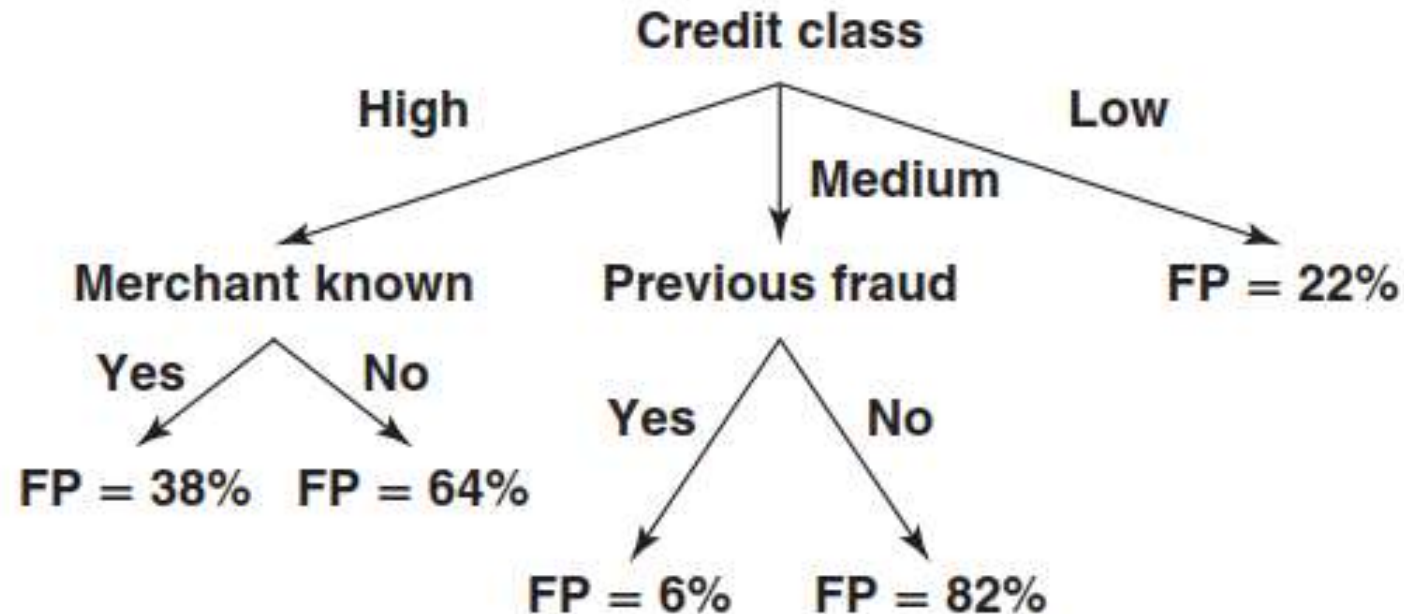 Credit class
High
Low
Medium
Merchant known
Previous fraud
FP = 22%
Yes
No
Yes
No
FP = 38%
FP = 64%
FP = 6%
FP = 82%